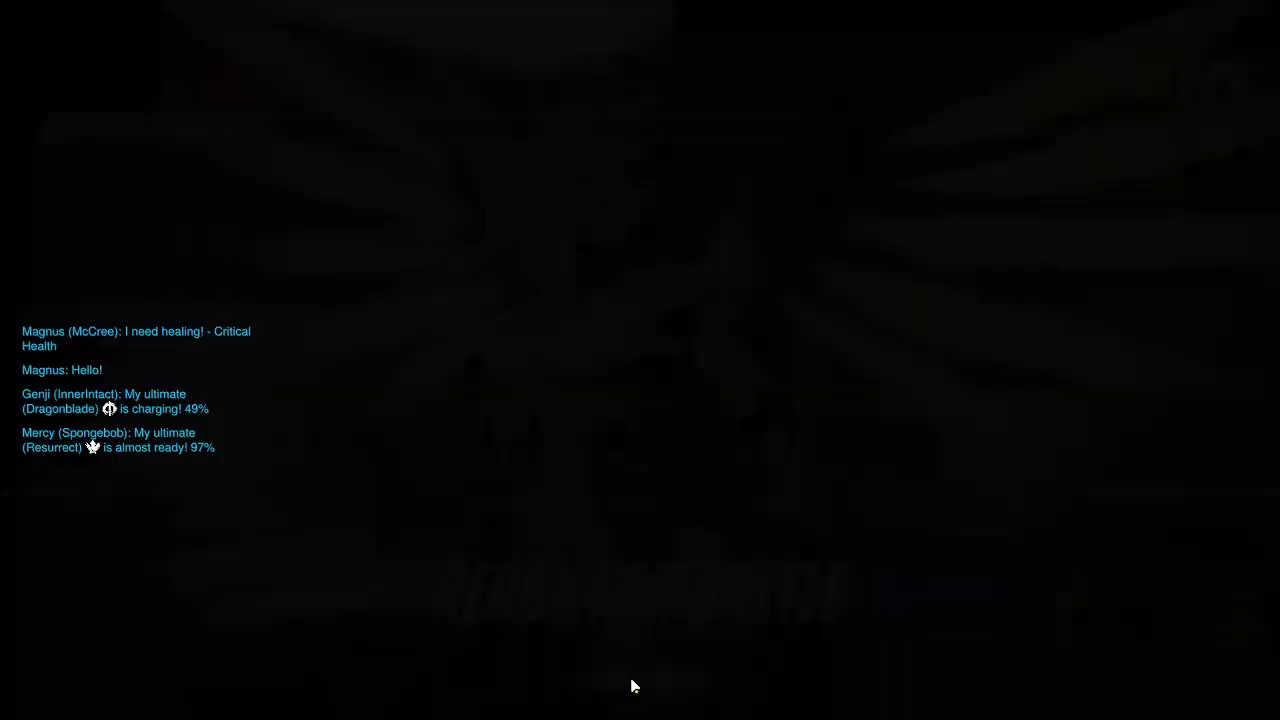 Magnus (McCree): I need healing! - Critical
Health
Magnus: Hello!
Genji (InnerIntact): My ultimate
(Dragonblade) is charging! 49%
Mercy (Spongebob): My ultimate
(Resurrect) is almost ready! 97%